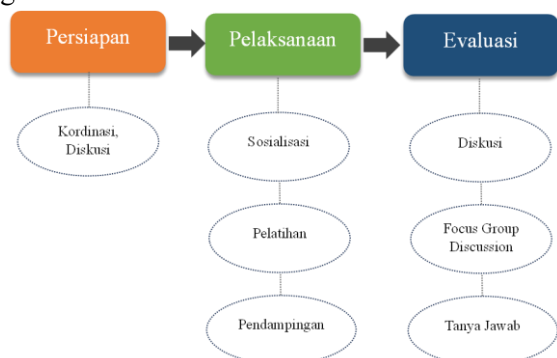 g
Persiapan
Pelaksanaan
Evaluasi
Kordinasi,
Diskusi
Sosialisasi
Diskusi
Pelatihan
Focus Group
Discussion
Pendampingan
Tanya Jawab